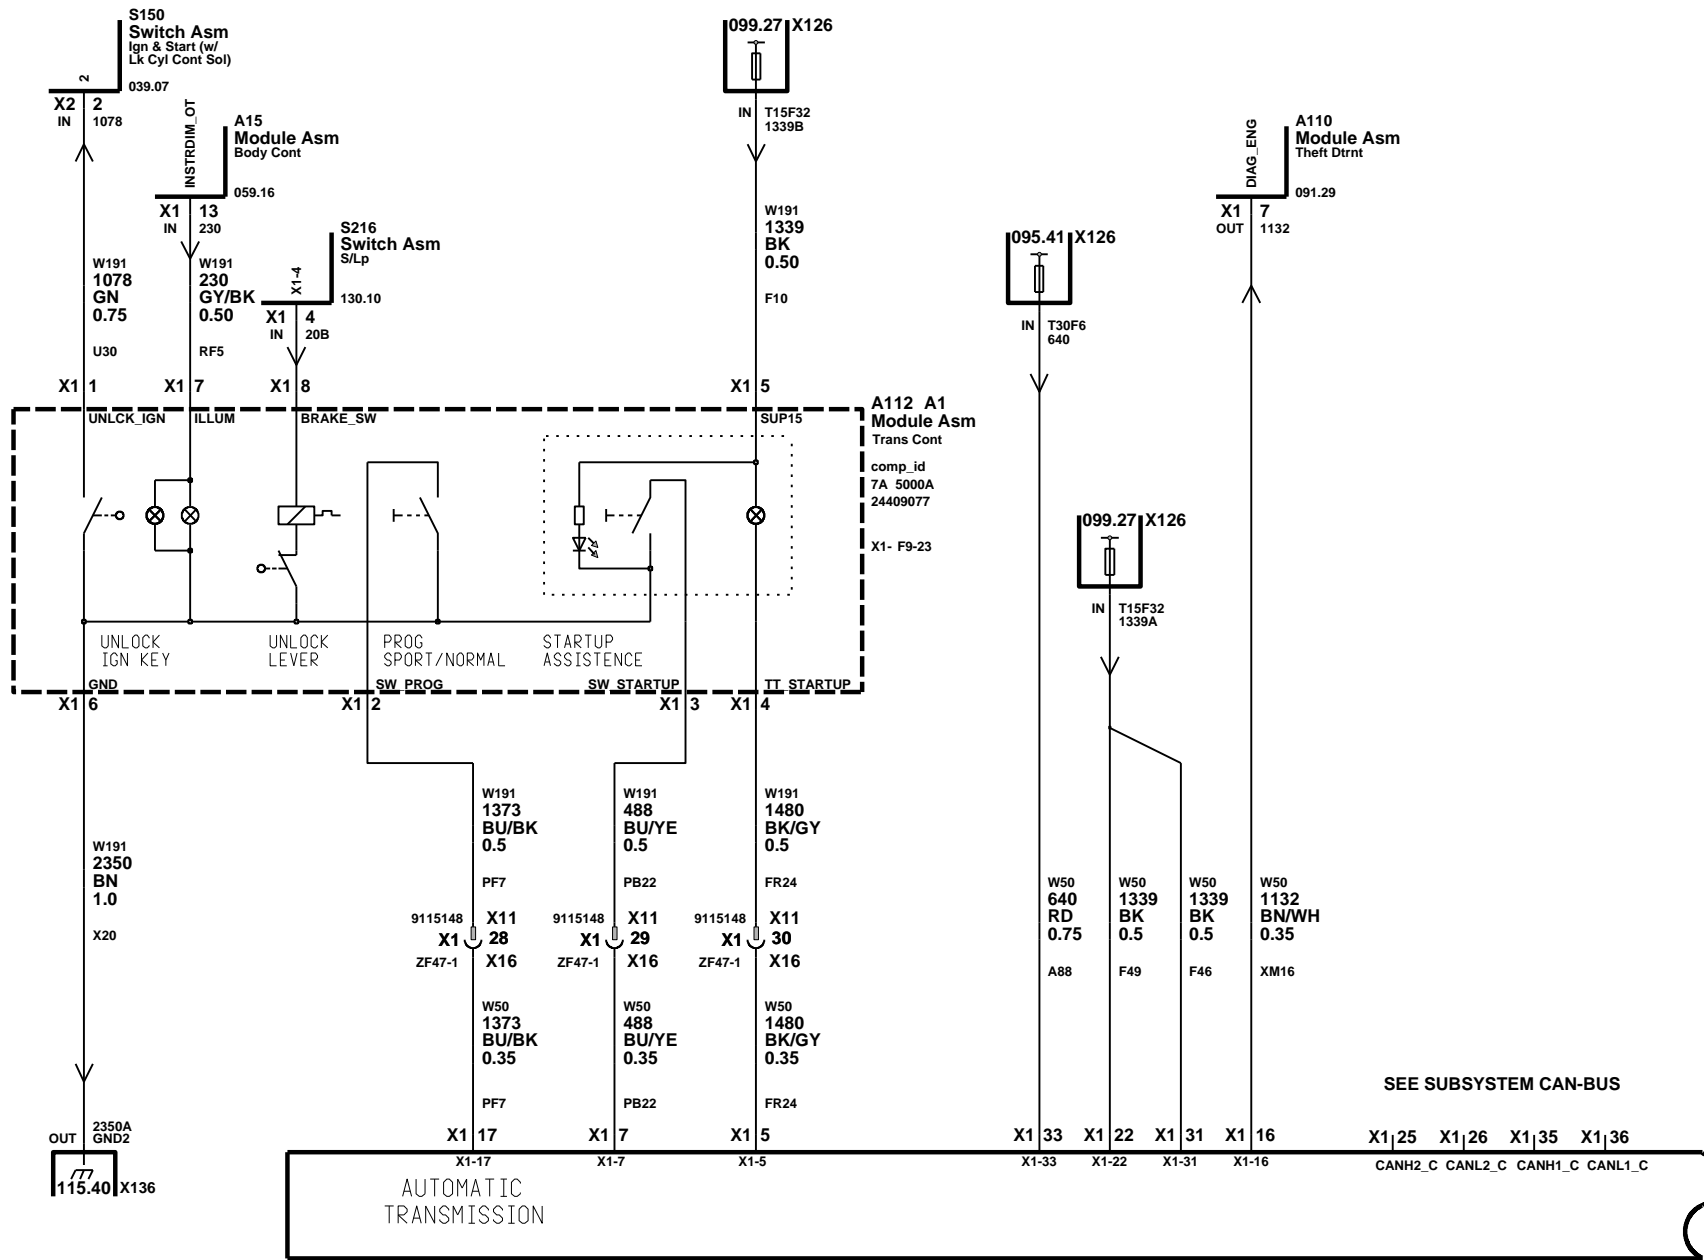 S150
Switch Asm
Ign & Start (w/
Lk Cyl Cont Sol)
039.07
2
X2 2
IN 1078
INSTRDIM_OT
A15
Module Asm
Body Cont
059.16
X1 13
IN 230
S216
Switch Asm
S/Lp
130.10
X1-4
X1 4
IN 20B
W191
1078
GN
0.75
U30
W191
230
GY/BK
0.50
RF5
099.27 X126
IN T15F32
1339B
W191
1339
BK
0.50
F10
095.41 X126
IN T30F6
640
DIAG_ENG
A110
Module Asm
Theft Dtrnt
091.29
X1 7
OUT 1132
X1 1
X1 7
X1 8
X1 5
UNLCK_IGN
ILLUM
BRAKE_SW
SUP15
A112 A1
Module Asm
Trans Cont
comp_id
7A 5000A
24409077
X1- F9-23
099.27 X126
IN T15F32
1339A
UNLOCK
IGN KEY
UNLOCK
LEVER
PROG
SPORT/NORMAL
STARTUP
ASSISTENCE
GND
SW_PROG
SW_STARTUP
TT_STARTUP
X1 6
X1 2
X1 3
X1 4
W191
2350
BN
1.0
X20
W191
1373
BU/BK
0.5
PF7
W191
488
BU/YE
0.5
PB22
W191
1480
BK/GY
0.5
FR24
9115148 X11
X1 28
ZF47-1 X16
9115148 X11
X1 29
ZF47-1 X16
9115148 X11
X1 30
ZF47-1 X16
W50
1373
BU/BK
0.35
PF7
W50
488
BU/YE
0.35
PB22
W50
1480
BK/GY
0.35
FR24
W50
640
RD
0.75
A88
W50
1339
BK
0.5
F49
W50
1339
BK
0.5
F46
W50
1132
BN/WH
0.35
XM16
SEE SUBSYSTEM CAN-BUS
2350A
OUT GND2
115.40 X136
X1 17
X1 7
X1 5
X1 33
X1 22
X1 31
X1 16
X1 25
X1 26
X1 35
X1 36
X1-17
X1-7
X1-5
X1-33
X1-22
X1-31
X1-16
CANH2_C
CANL2_C
CANH1_C
CANL1_C
AUTOMATIC
TRANSMISSION